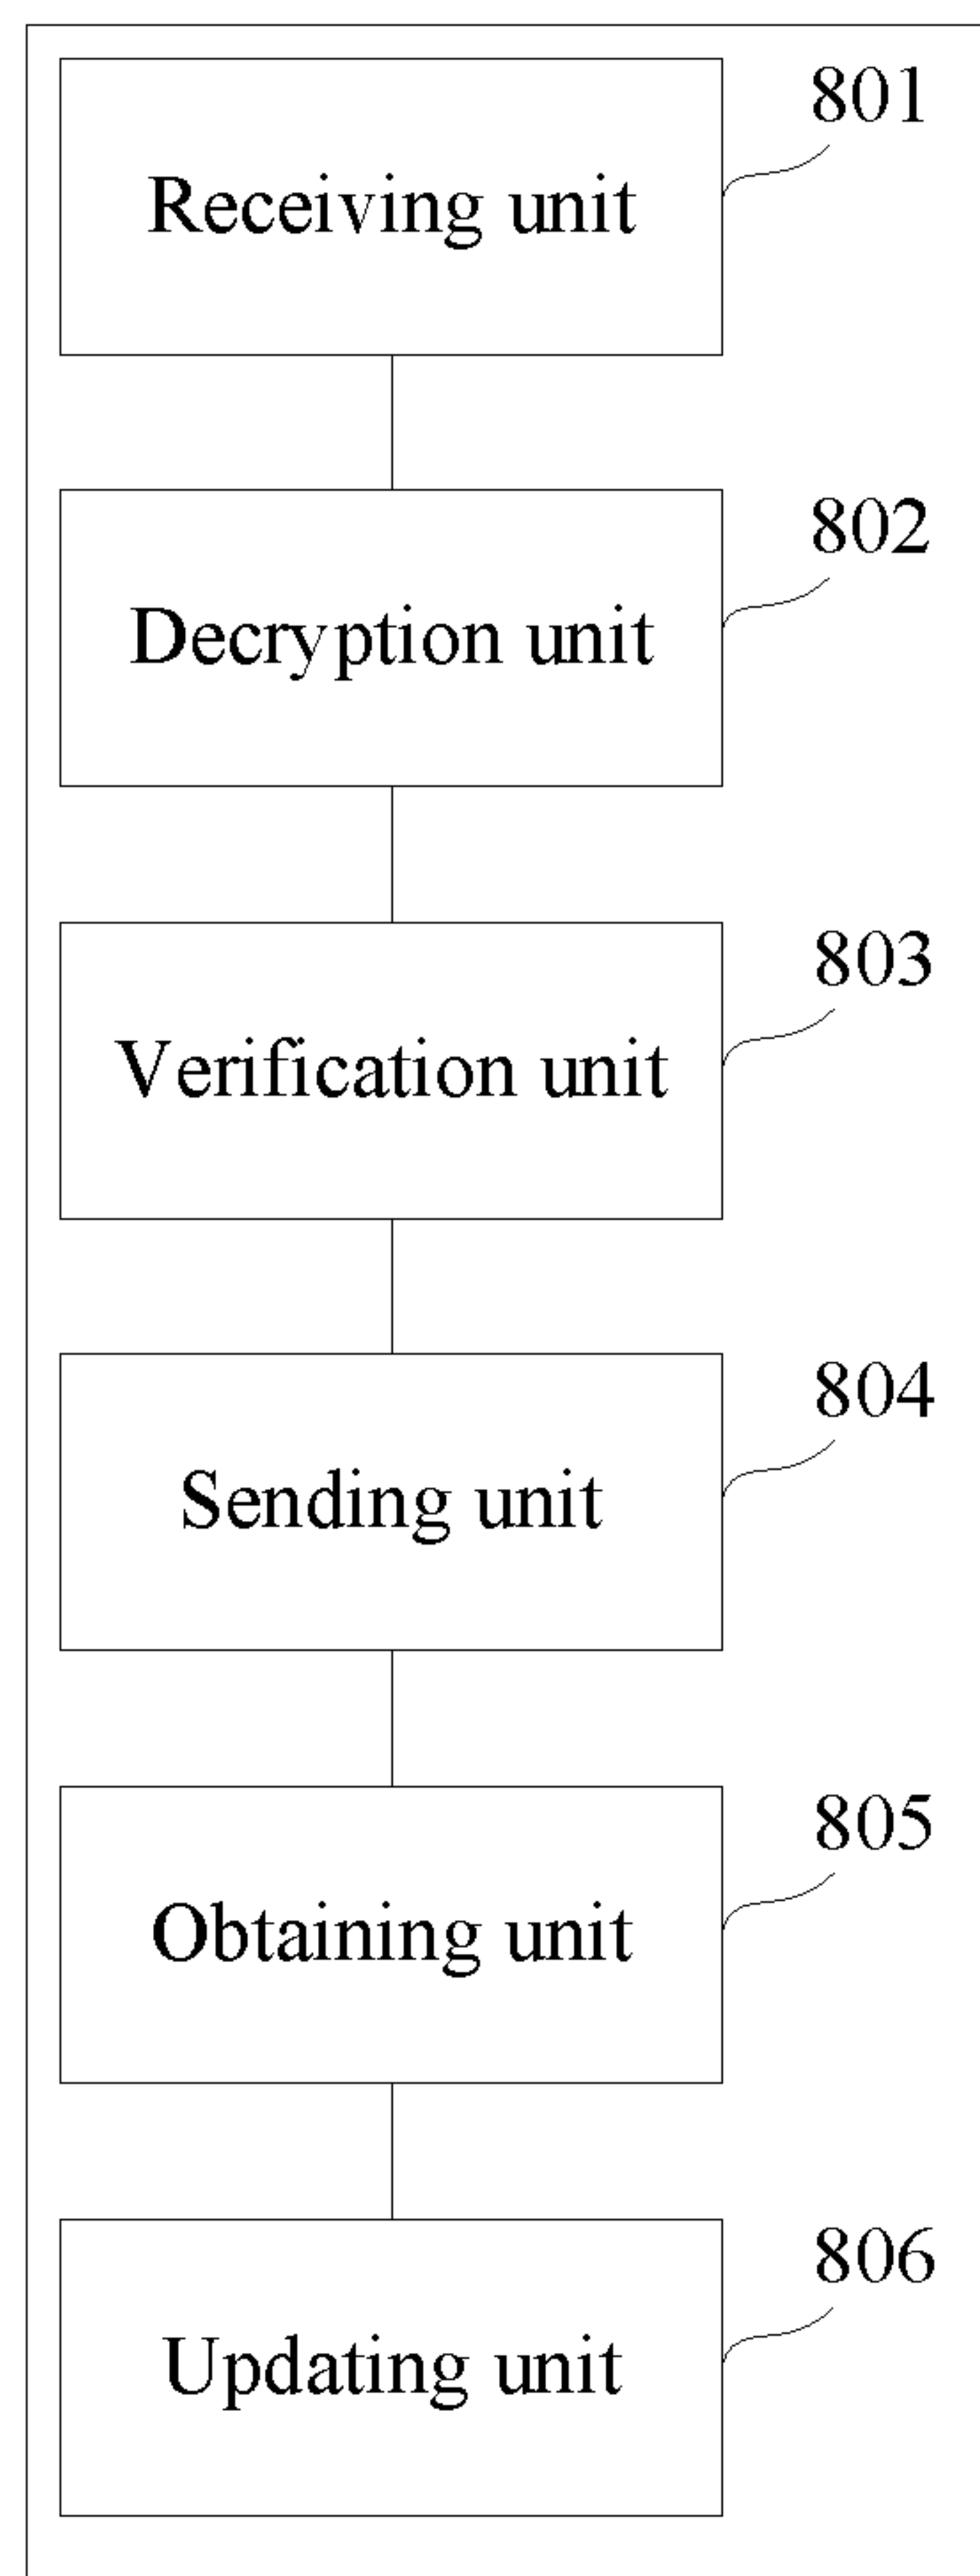 801
Receiving unit
802
Decryption unit
803
Verification unit
804
Sending unit
805
Obtaining unit
806
Updating unit